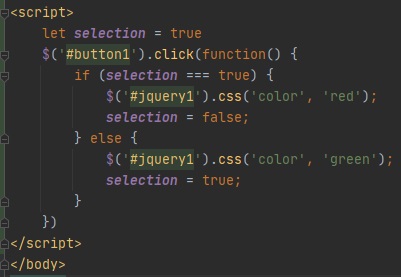 <script>
    let selection = true
    $('#button1').click(function() {
        if (selection === true) {
            $('#jquery1').css('color', 'red');
            selection = false;
        } else {
            $('#jquery1').css('color', 'green');
            selection = true;
        }
    })
</script>
</body>